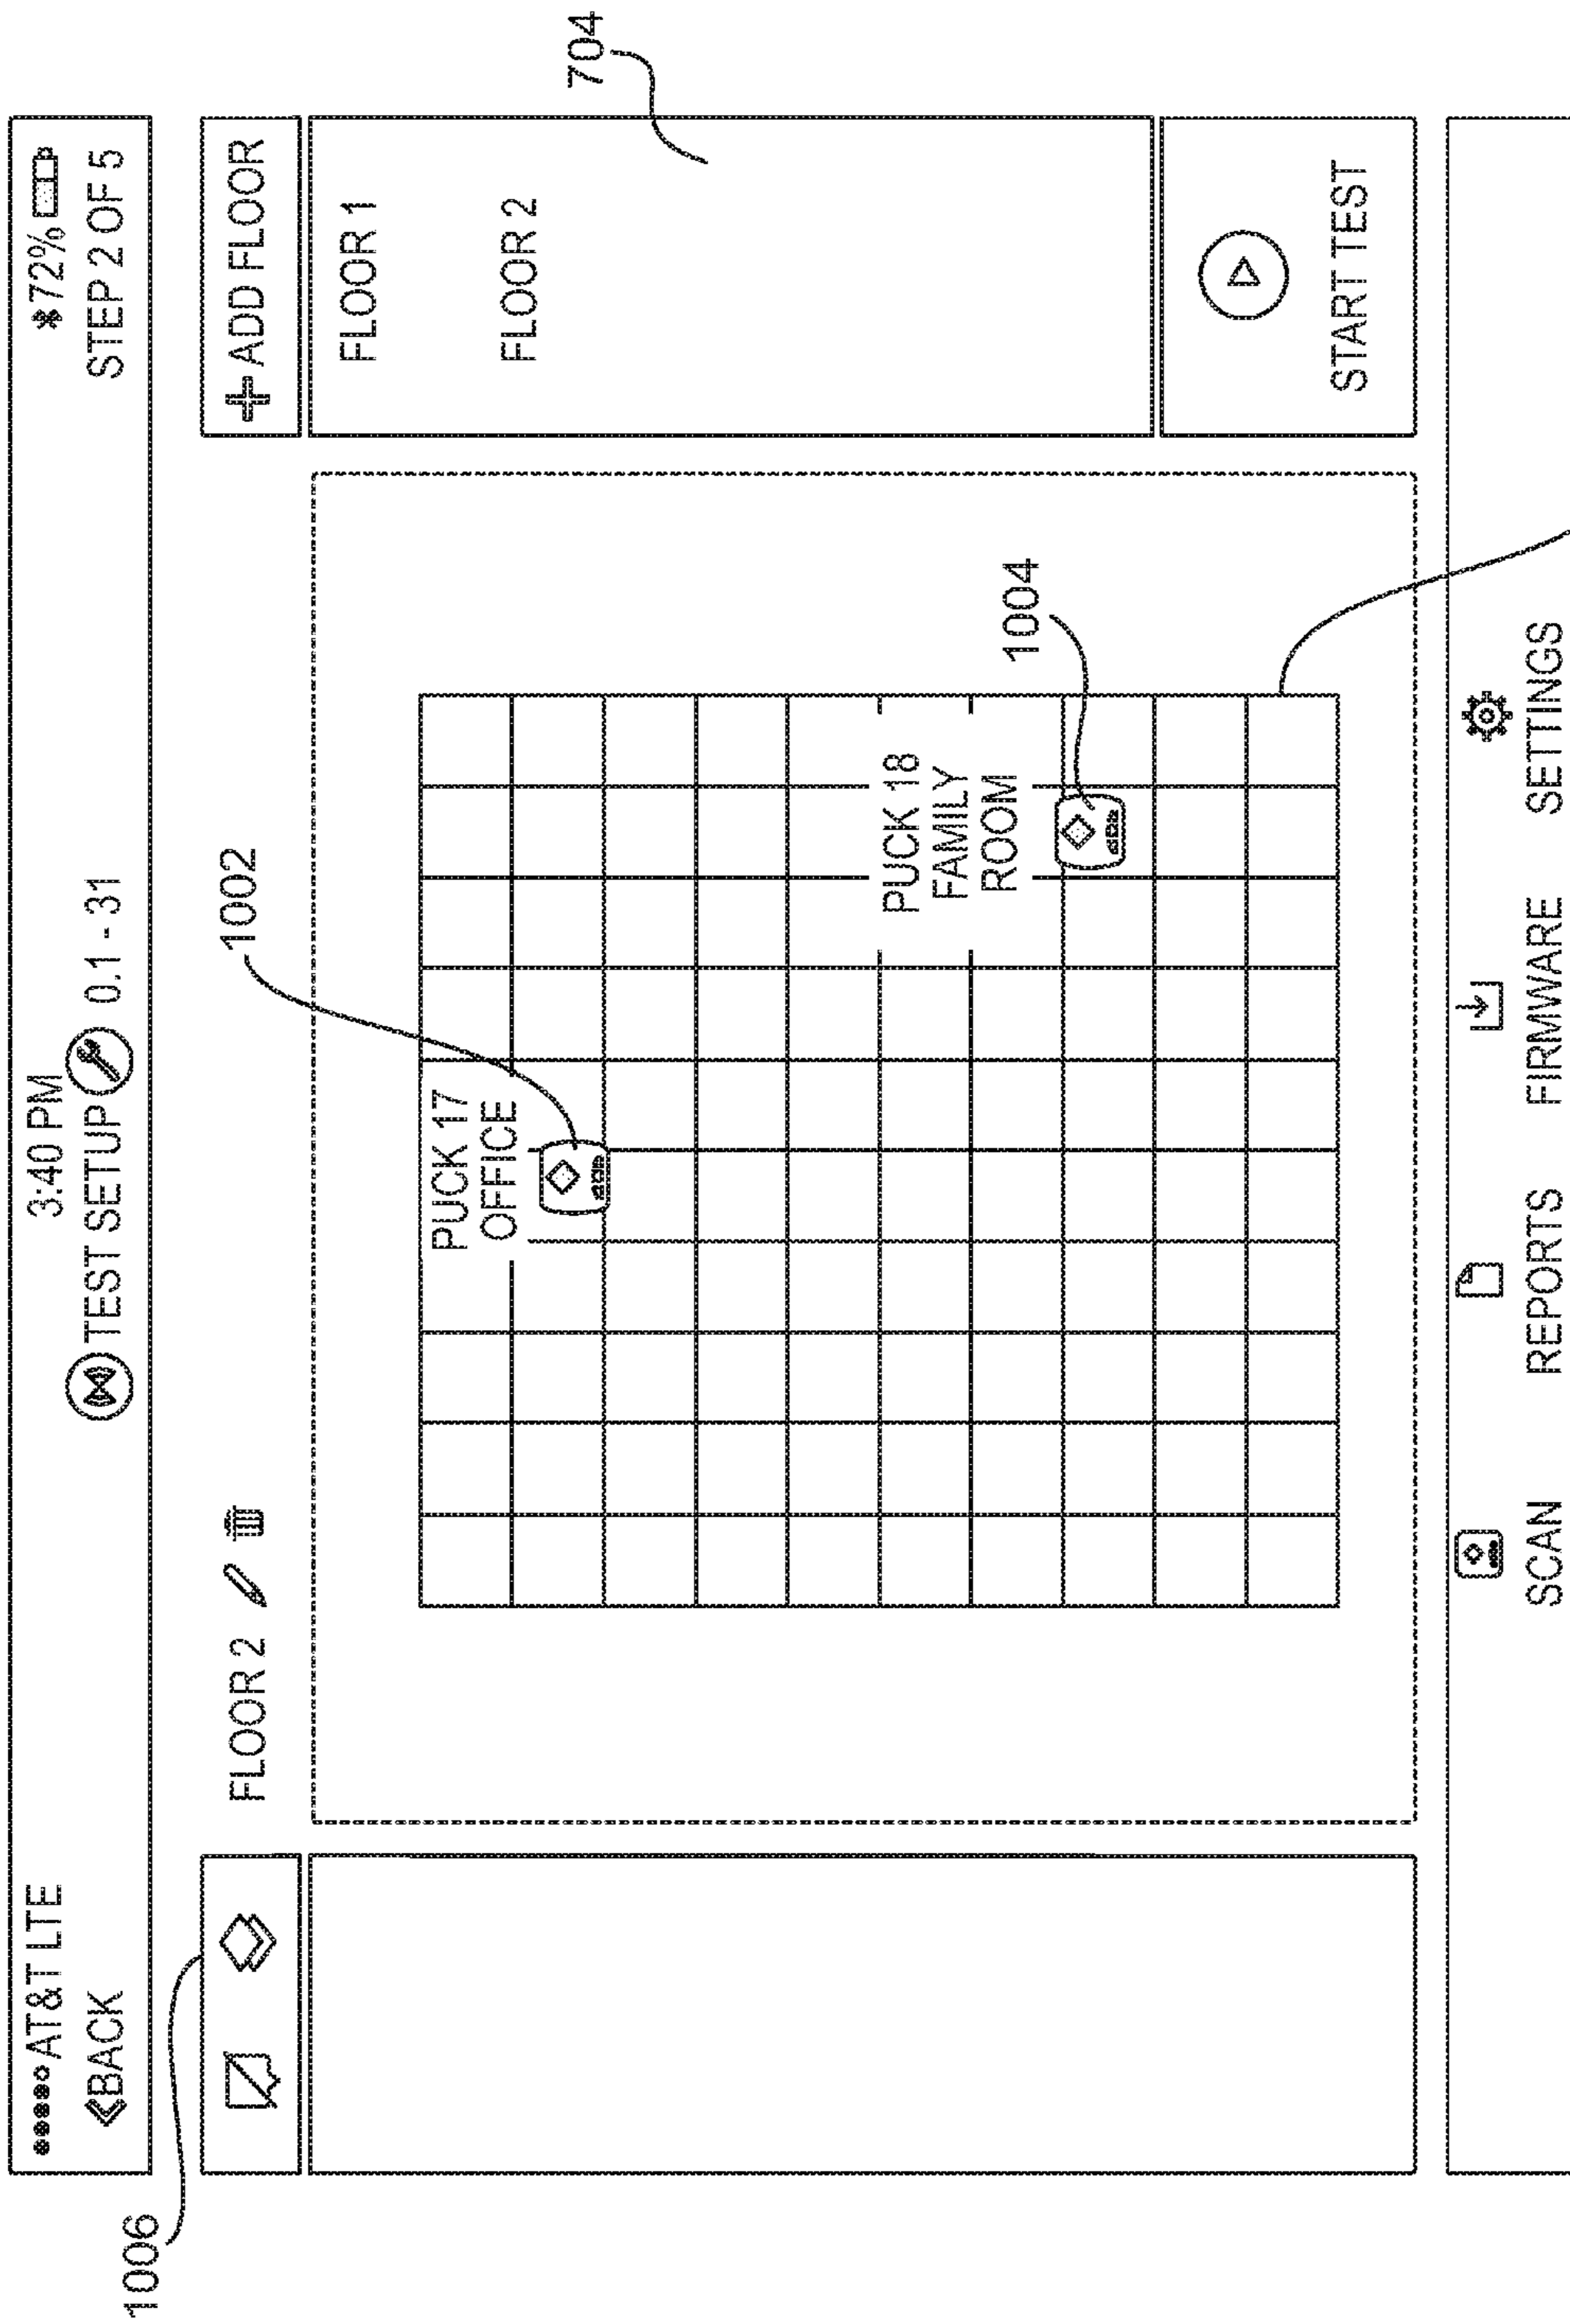 AT&T LTE
3:40 PM
72%
BACK
TEST SETUP
0.1 - 31
STEP 2 OF 5
1006
1002
FLOOR 2
+ ADD FLOOR
PUCK 17
OFFICE
FLOOR 1
FLOOR 2
704
PUCK 18
FAMILY
ROOM
1004
START TEST
SCAN
REPORTS
FIRMWARE
SETTINGS